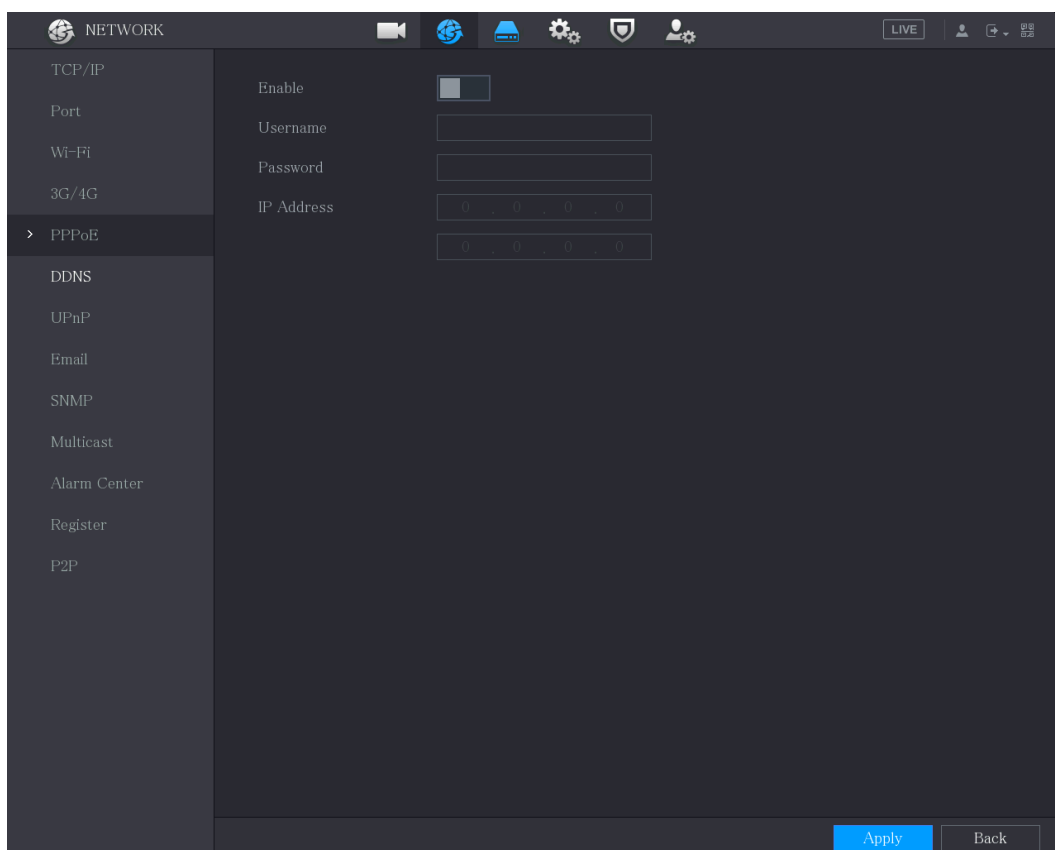 NETWORK
LIVE
TCP/IP
Port
Wi-Fi
3G/4G
PPPoE
DDNS
UPnP
Email
SNMP
Multicast
Alarm Center
Register
P2P
Enable
Username
Password
IP Address 0 . 0 . 0 . 0
0 . 0 . 0 . 0
Apply Back